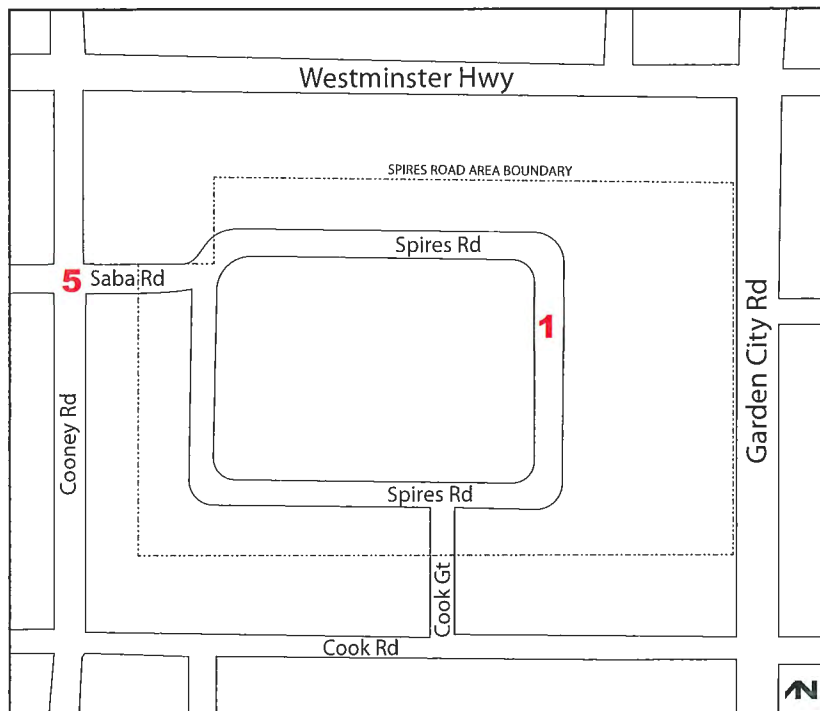 Westminster Hwy
SPIRES ROAD AREA BOUNDARY
Spires Rd
5
Saba Rd
1
Garden City Rd
Cooney Rd
Spires Rd
Cook Gt
Cook Rd
N